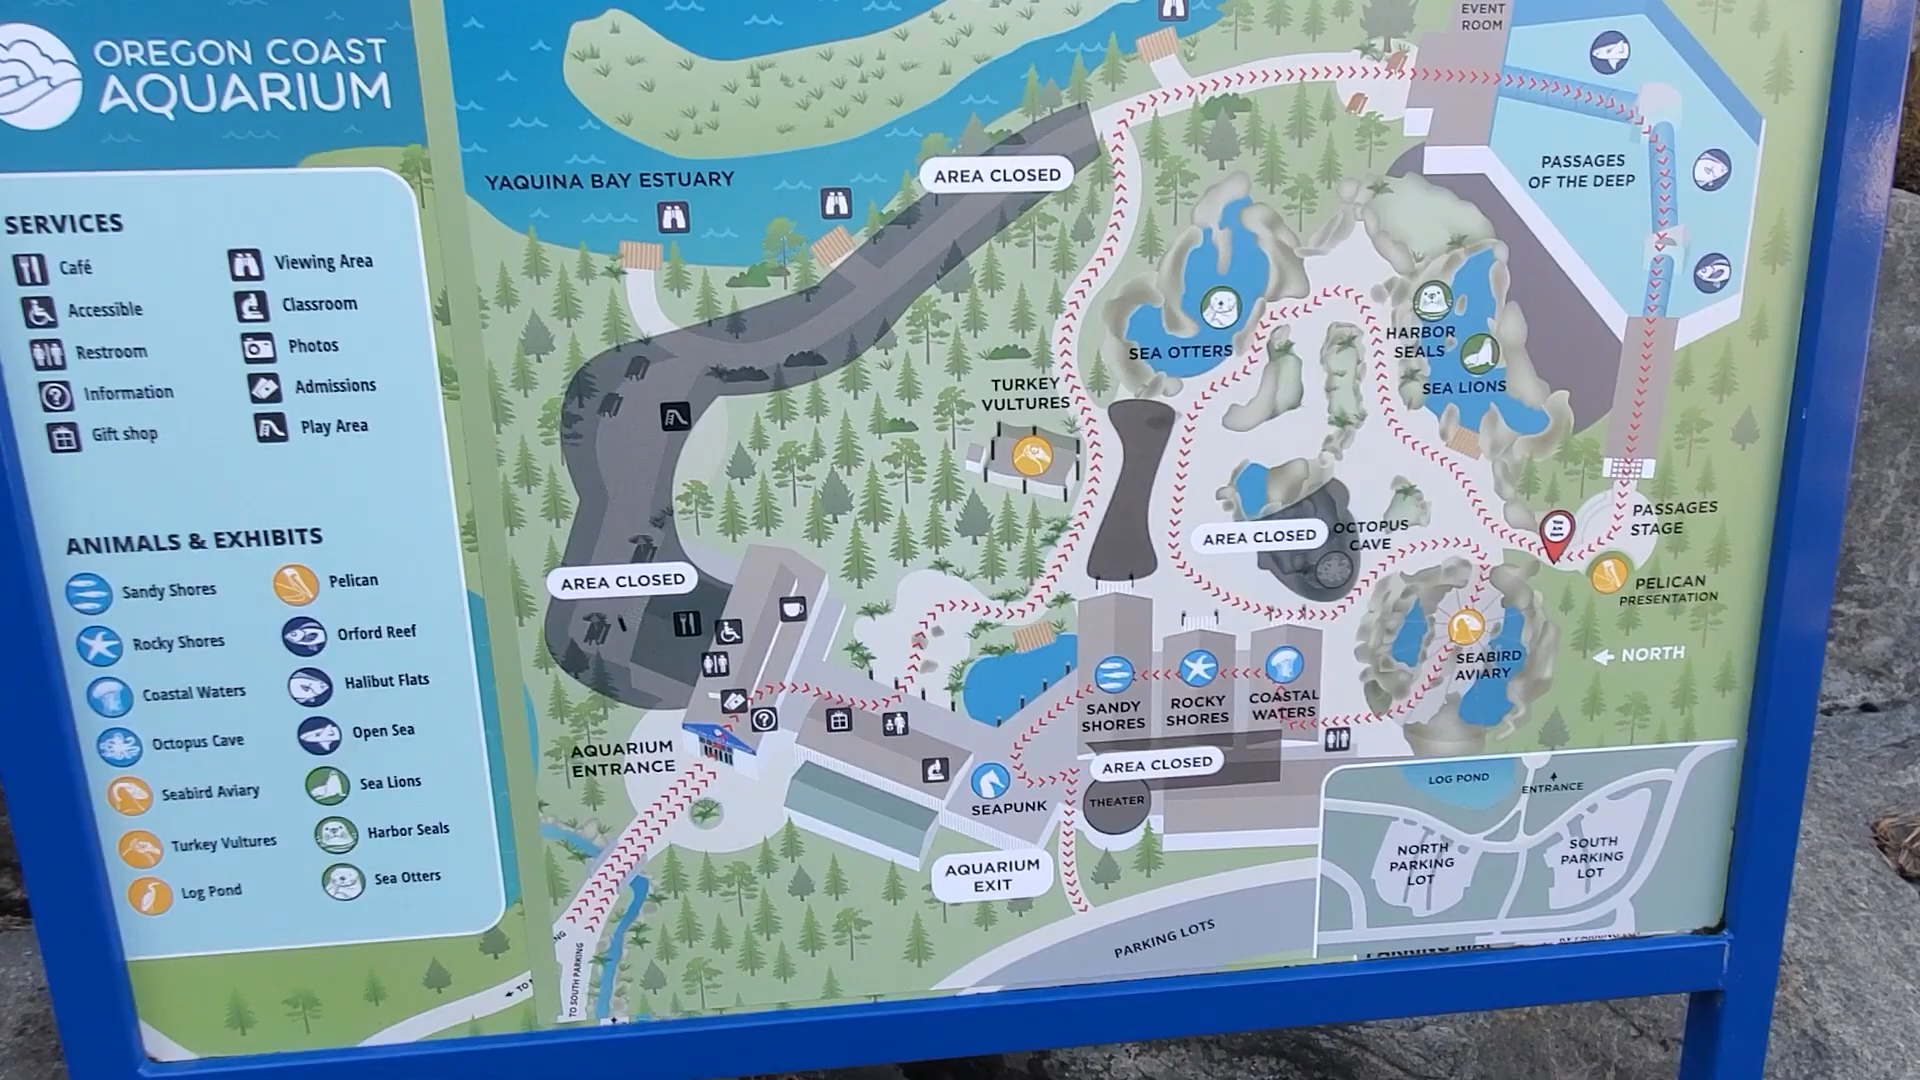 OREGON COAST
AQUARIUM
SERVICES
Café
Accessible
Restroom
Information
Gift shop
Viewing Area
Classroom
Photos
Admissions
Play Area
ANIMALS & EXHIBITS
Sandy Shores
Rocky Shores
Coastal Waters
Octopus Cave
Seabird Aviary
Turkey Vultures
Log Pond
Pelican
Orford Reef
Halibut Flats
Open Sea
Sea Lions
Harbor Seals
Sea Otters
EVENT
ROOM
YAQUINA BAY ESTUARY
AREA CLOSED
PASSAGES
OF THE DEEP
SEA OTTERS
HARBOR
SEALS
SEA LIONS
TURKEY
VULTURES
AREA CLOSED
OCTOPUS
CAVE
You
Are
Here
PASSAGES
STAGE
PELICAN
PRESENTATION
AREA CLOSED
NORTH
SEABIRD
AVIARY
SANDY
SHORES
ROCKY
SHORES
COASTAL
WATERS
AQUARIUM
ENTRANCE
AREA CLOSED
SEAPUNK
THEATER
AQUARIUM
EXIT
LOG POND
ENTRANCE
NORTH
PARKING
LOT
SOUTH
PARKING
LOT
PARKING LOTS
TO SOUTH PARKING
TO